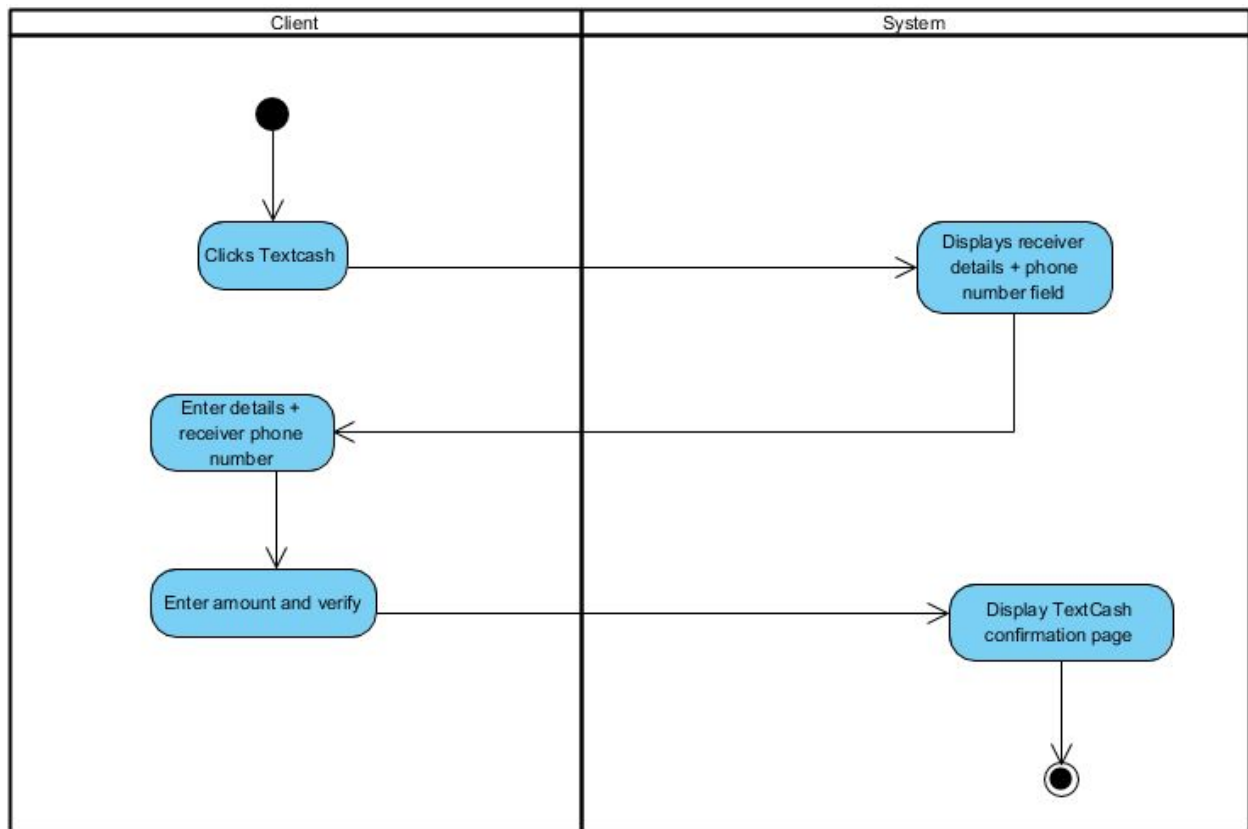 Client
System
Clicks Textcash
Displays receiver
details + phone
number field
Enter details +
receiver phone
number
Enter amount and verify
Display TextCash
confirmation page